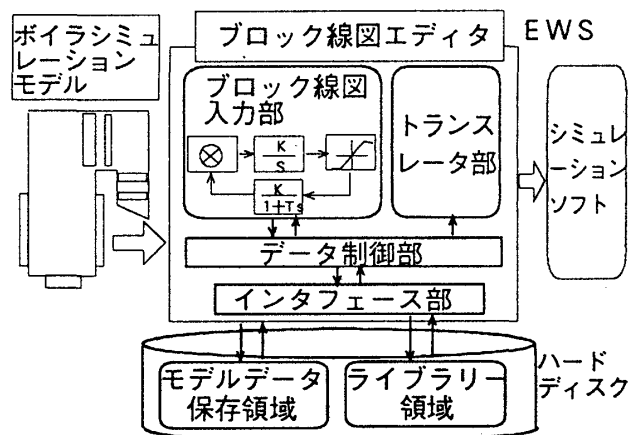 ボイラシミュ
レーション
モデル
ブロック線図エディタ
EWS
ブロック線図
入力部
K
S
K
1+Ts
トランス
レータ部
シミュレ
ーション
ソフト
データ制御部
インタフェース部
モデルデータ
保存領域
ライブラリー
領域
ハード
ディスク